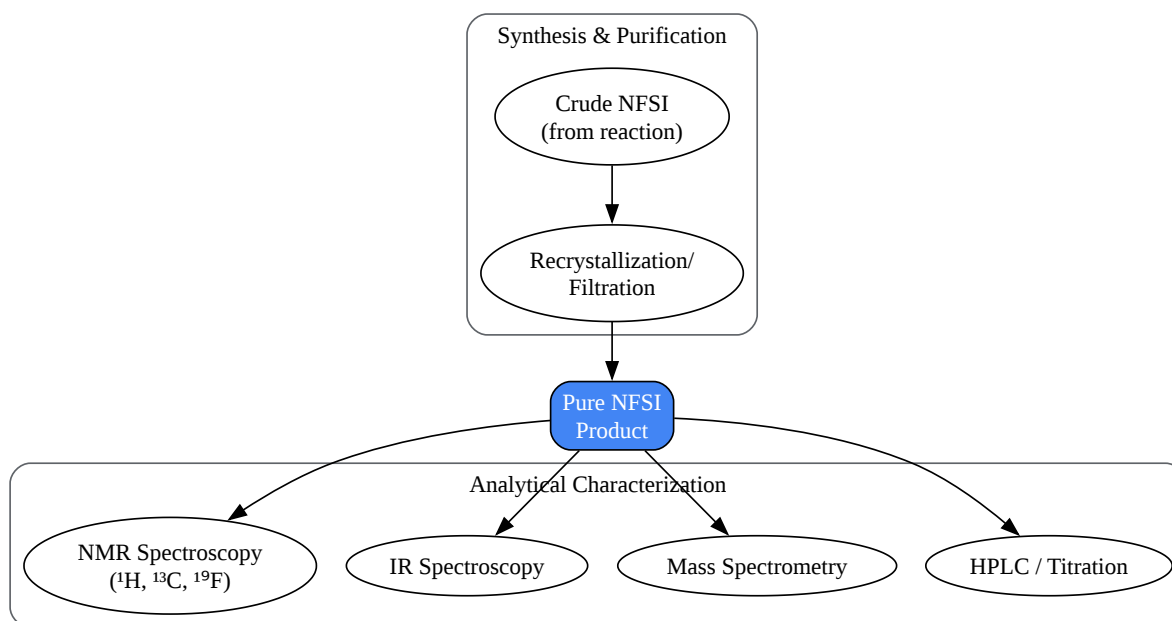 Synthesis & Purification
Crude NFSI
(from reaction)
Recrystallization/
Filtration
Pure NFSI
Product
Analytical Characterization
NMR Spectroscopy
(¹H, ¹³C, ¹⁹F)
IR Spectroscopy
Mass Spectrometry
HPLC / Titration